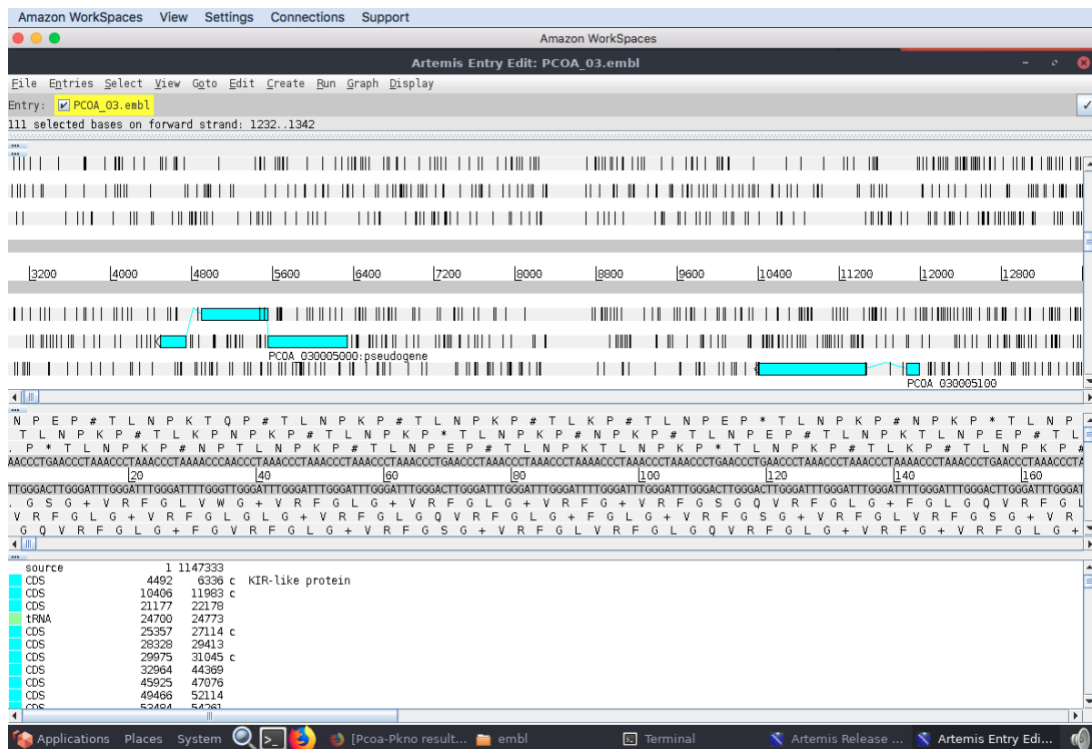 Amazon WorkSpaces View Settings Connections Support
Amazon WorkSpaces
Artemis Entry Edit: PCOA_03.embl
File Entries Select View Goto Edit Create Run Graph Display
Entry: PCOA_03.embl
111 selected bases on forward strand: 1232..1342
3200 4000 4800 5600 6400 7200 8000 8800 9600 10400 11200 12000 12800
PCOA_030005000:pseudogene
PCOA_030005100
20 40 60 80 100 120 140 160
source 1 1147333
CDS 4492 6336 c KIR-like protein
CDS 10406 11983 c
CDS 21177 22178
tRNA 24700 24773
CDS 25357 27114 c
CDS 28328 29413
CDS 29975 31045 c
CDS 32964 44369
CDS 45925 47076
CDS 49466 52114
CDS 53484 54261
Applications Places System [Pcoa-Pkno result... embl Terminal Artemis Release ... Artemis Entry Edi...